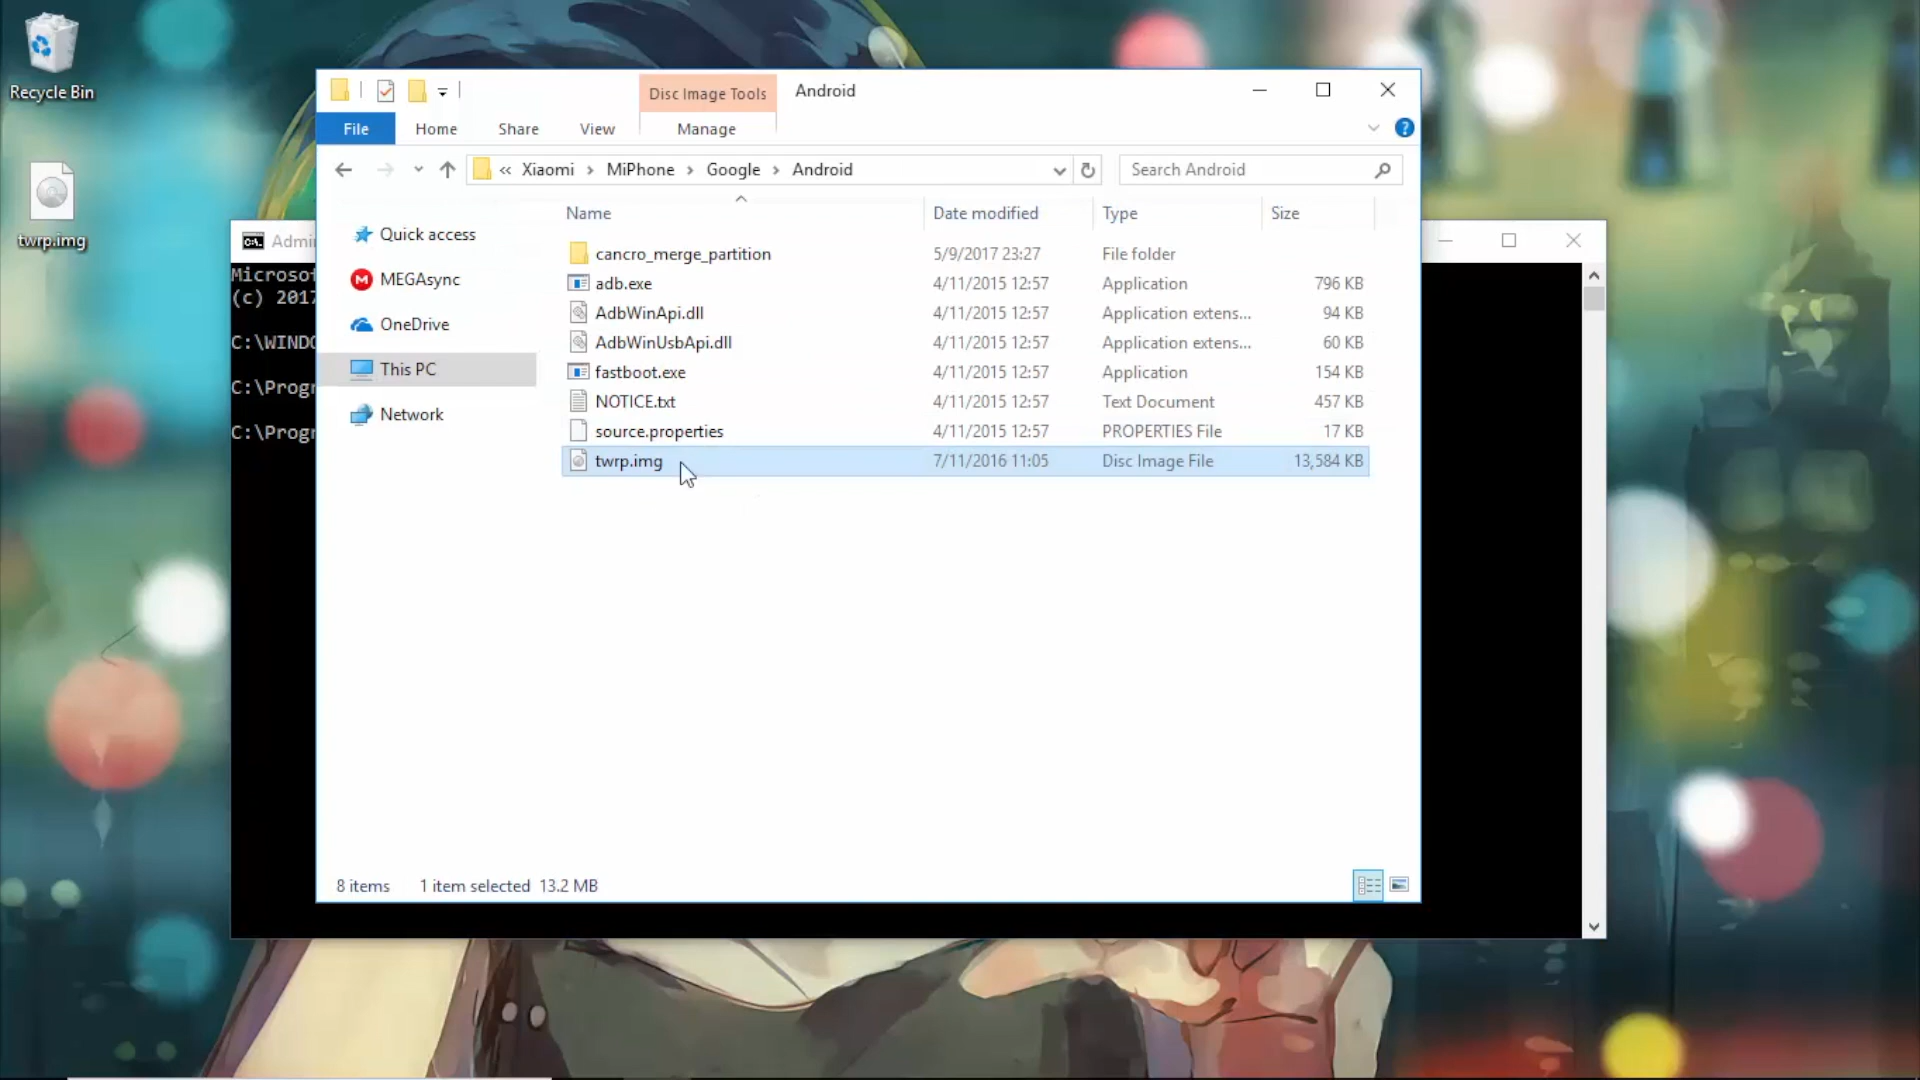 Recycle Bin
twrp.img
Disc Image Tools
Android
File
Home
Share
View
Manage
« Xiaomi › MiPhone › Google › Android
Search Android
Name
Date modified
Type
Size
Quick access
MEGAsync
OneDrive
This PC
Network
cancro_merge_partition 5/9/2017 23:27 File folder
adb.exe 4/11/2015 12:57 Application 796 KB
AdbWinApi.dll 4/11/2015 12:57 Application extens... 94 KB
AdbWinUsbApi.dll 4/11/2015 12:57 Application extens... 60 KB
fastboot.exe 4/11/2015 12:57 Application 154 KB
NOTICE.txt 4/11/2015 12:57 Text Document 457 KB
source.properties 4/11/2015 12:57 PROPERTIES File 17 KB
twrp.img 7/11/2016 11:05 Disc Image File 13,584 KB
8 items 1 item selected 13.2 MB
Admi
Microsof
(c) 2017
C:\WINDO
C:\Progr
C:\Progr